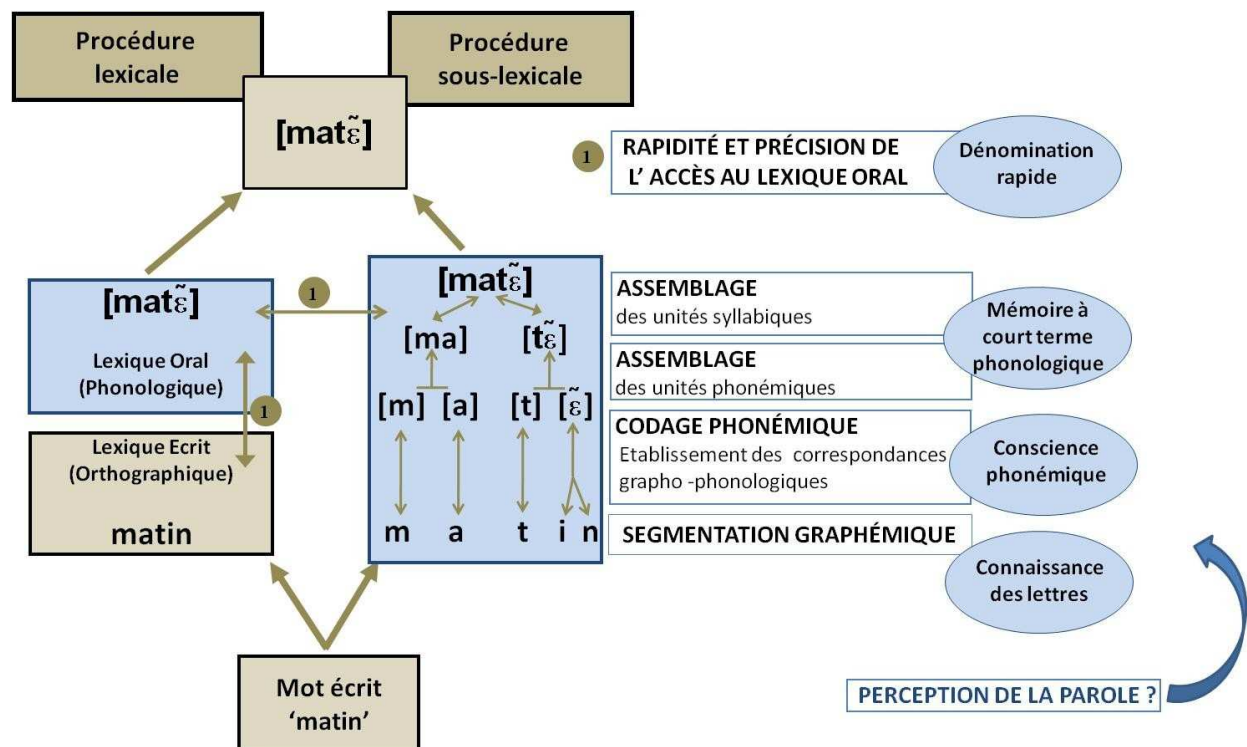 Procédure
lexicale
Procédure
sous-lexicale
[matɛ̃]
1
RAPIDITÉ ET PRÉCISION DE
L’ ACCÈS AU LEXIQUE ORAL
Dénomination
rapide
[matɛ̃]
Lexique Oral
(Phonologique)
1
1
Lexique Ecrit
(Orthographique)
matin
[matɛ̃]
[ma] [tɛ̃]
[m] [a] [t] [ɛ̃]
m a t i n
ASSEMBLAGE
des unités syllabiques
ASSEMBLAGE
des unités phonémiques
Mémoire à
court terme
phonologique
CODAGE PHONÉMIQUE
Etablissement des correspondances
grapho -phonologiques
Conscience
phonémique
SEGMENTATION GRAPHÉMIQUE
Connaissance
des lettres
Mot écrit
‘matin’
PERCEPTION DE LA PAROLE ?